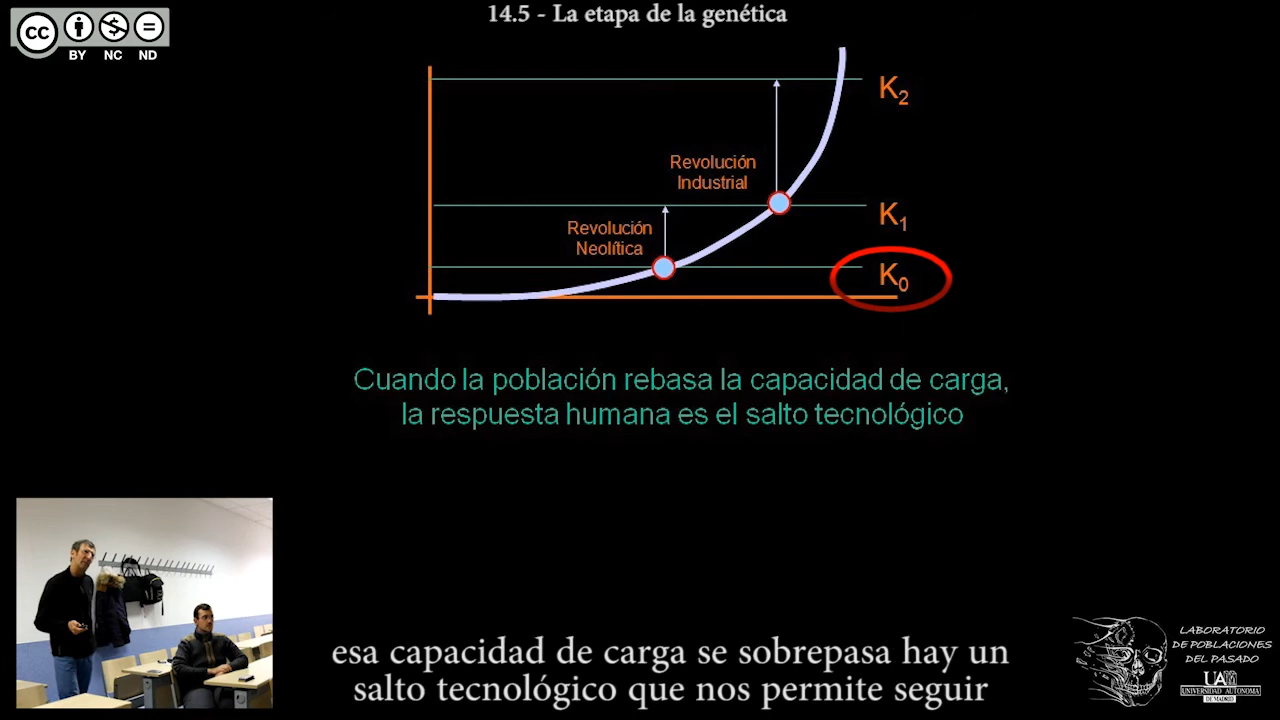 14.5 - La etapa de la genética
CC
BY NC ND
K2
Revolución
Industrial
K1
Revolución
Neolítica
K0
Cuando la población rebasa la capacidad de carga,
la respuesta humana es el salto tecnológico
esa capacidad de carga se sobrepasa hay un
salto tecnológico que nos permite seguir
LABORATORIO
DE POBLACIONES
DEL PASADO
UAM
UNIVERSIDAD AUTONOMA
DE MADRID